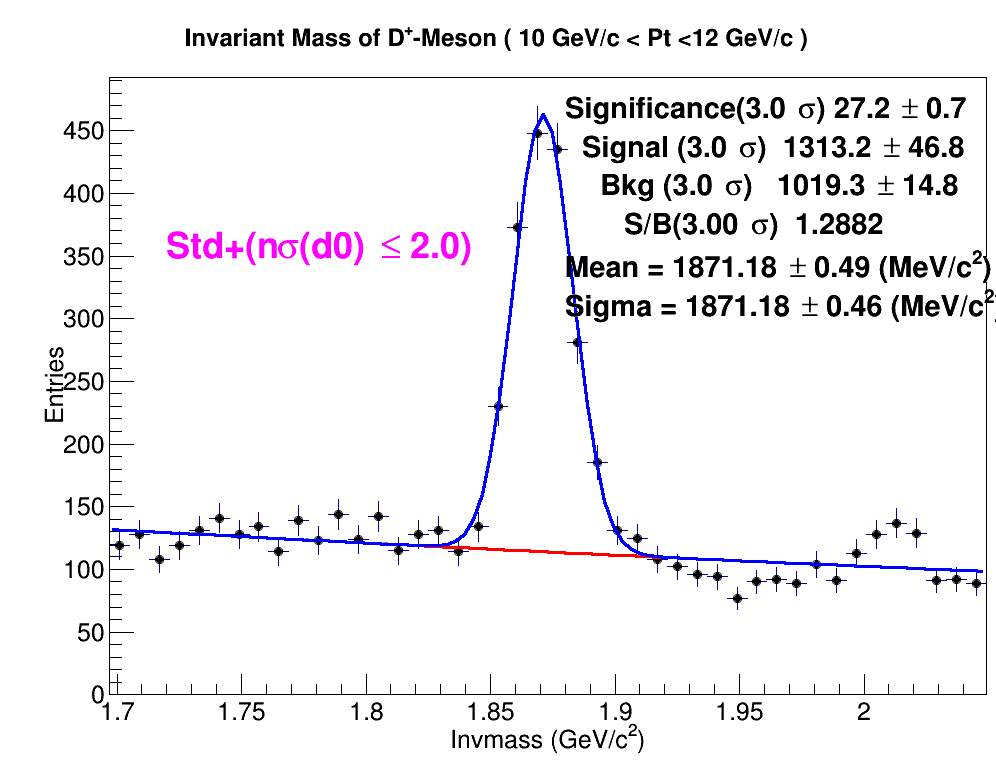 Invariant Mass of D⁺-Meson ( 10 GeV/c < Pt <12 GeV/c )
Significance(3.0 σ) 27.2 ± 0.7
Signal (3.0 σ) 1313.2 ± 46.8
Bkg (3.0 σ) 1019.3 ± 14.8
S/B(3.00 σ) 1.2882
Mean = 1871.18 ± 0.49 (MeV/c²)
Sigma = 1871.18 ± 0.46 (MeV/c²)
Std+(nσ(d0) ≤ 2.0)
Entries
450
400
350
300
250
200
150
100
50
0
1.7 1.75 1.8 1.85 1.9 1.95 2
Invmass (GeV/c²)